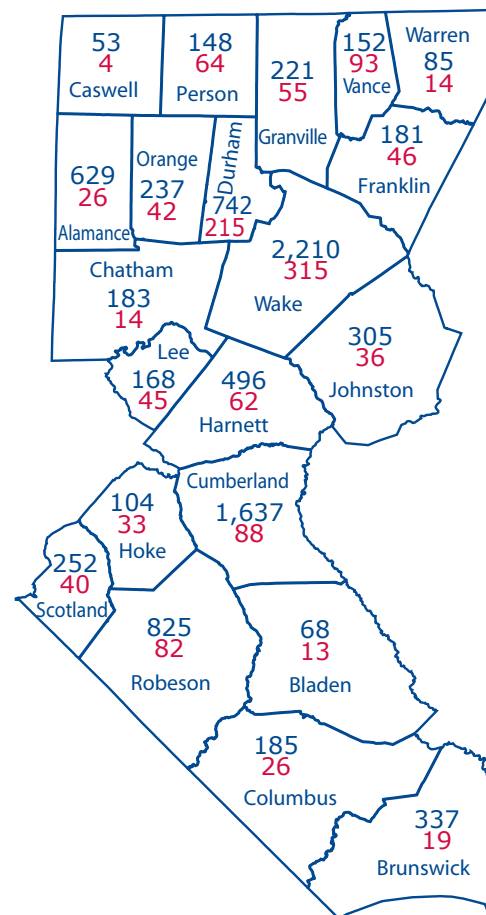 53
4
Caswell
148
64
Person
221
55
Granville
152
93
Vance
Warren
85
14
629
26
Alamance
Orange
237
42
Durham
742
215
181
46
Franklin
2,210
315
Wake
Chatham
183
14
305
36
Johnston
Lee
168
45
496
62
Harnett
Cumberland
1,637
88
104
33
Hoke
252
40
Scotland
825
82
Robeson
68
13
Bladen
185
26
Columbus
337
19
Brunswick